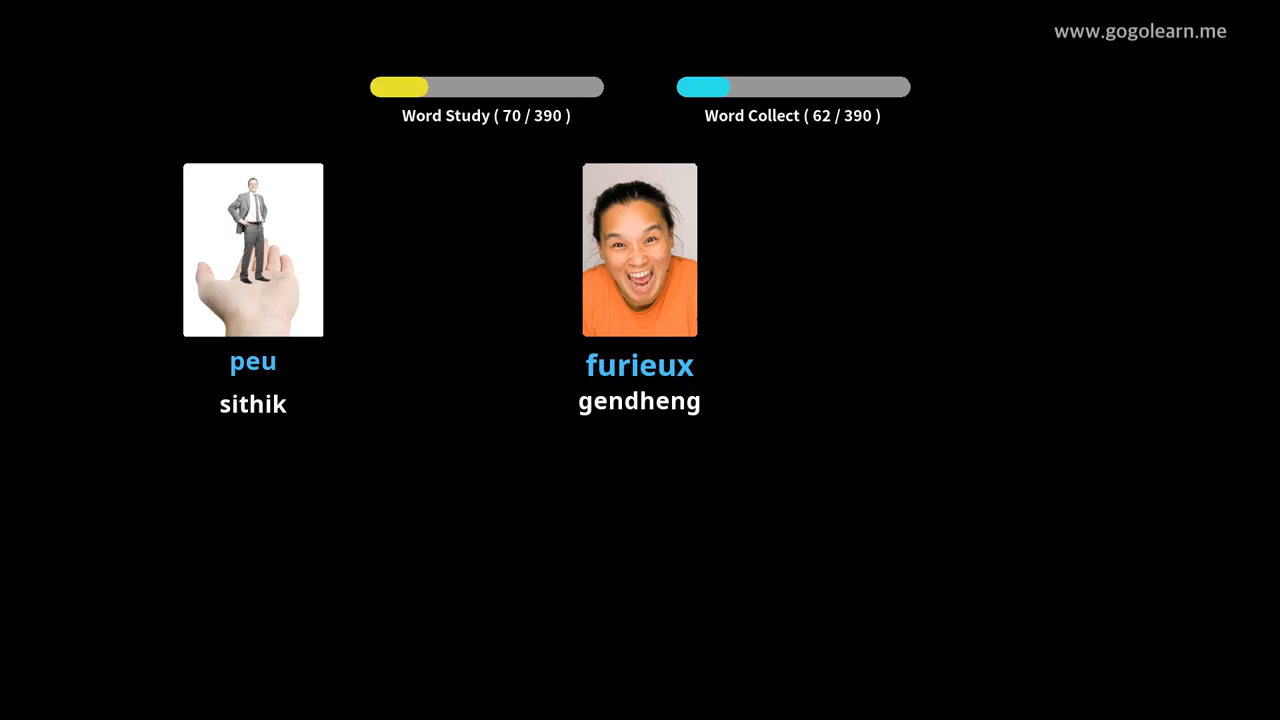 www.gogolearn.me
Word Study ( 70 / 390 )
Word Collect ( 62 / 390 )
peu
sithik
furieux
gendheng